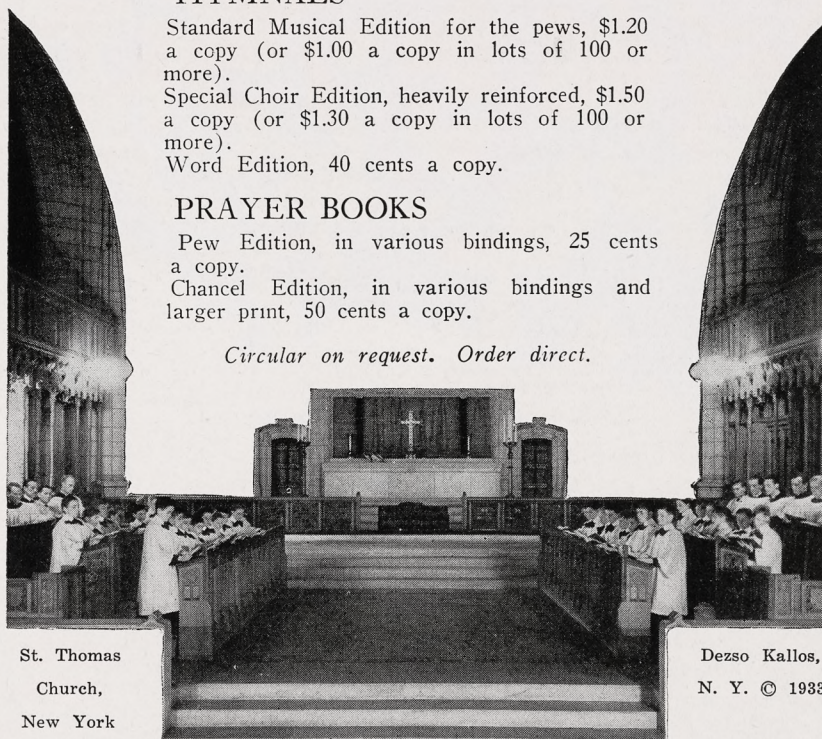 HYMNALS
Standard Musical Edition for the pews, $1.20
a copy (or $1.00 a copy in lots of 100 or
more).
Special Choir Edition, heavily reinforced, $1.50
a copy (or $1.30 a copy in lots of 100 or
more).
Word Edition, 40 cents a copy.
PRAYER BOOKS
Pew Edition, in various bindings, 25 cents
a copy.
Chancel Edition, in various bindings and
larger print, 50 cents a copy.
Circular on request. Order direct.
St. Thomas
Church,
New York
Dezso Kallos,
N. Y. © 1933